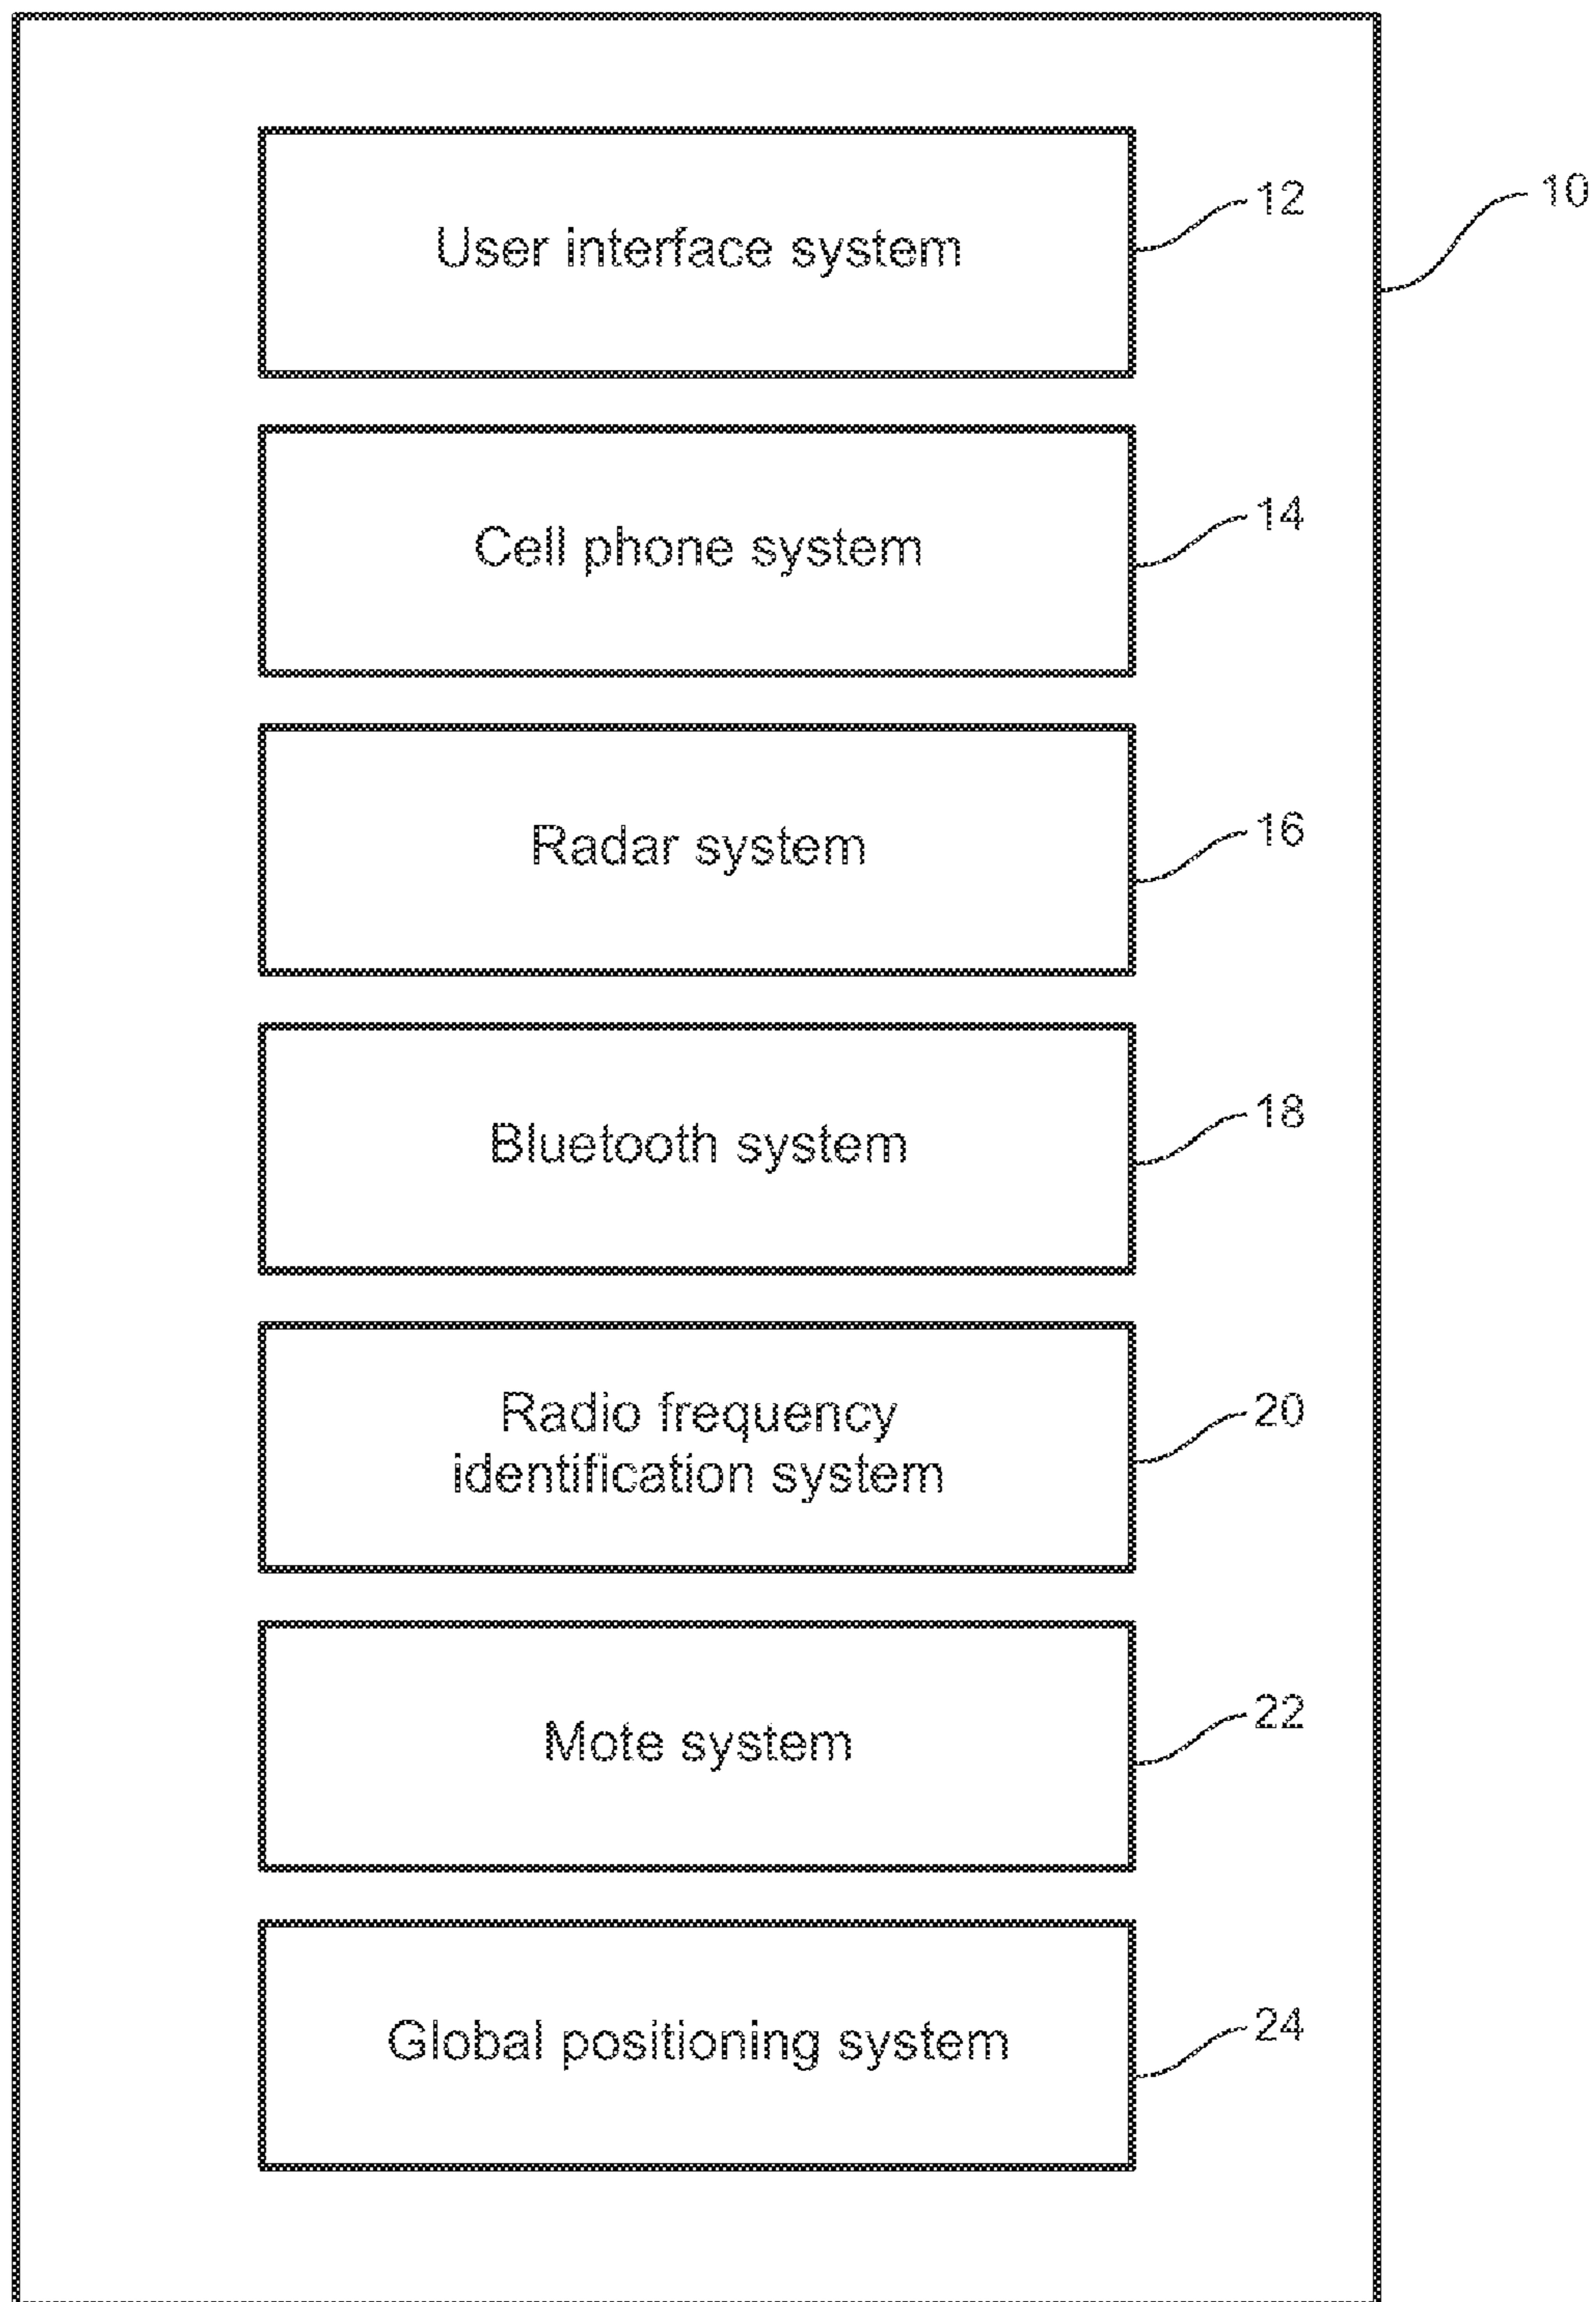 10
User interface system
12
Cell phone system
14
Radar system
16
Bluetooth system
18
Radio frequency
identification system
20
Mote system
22
Global positioning system
24